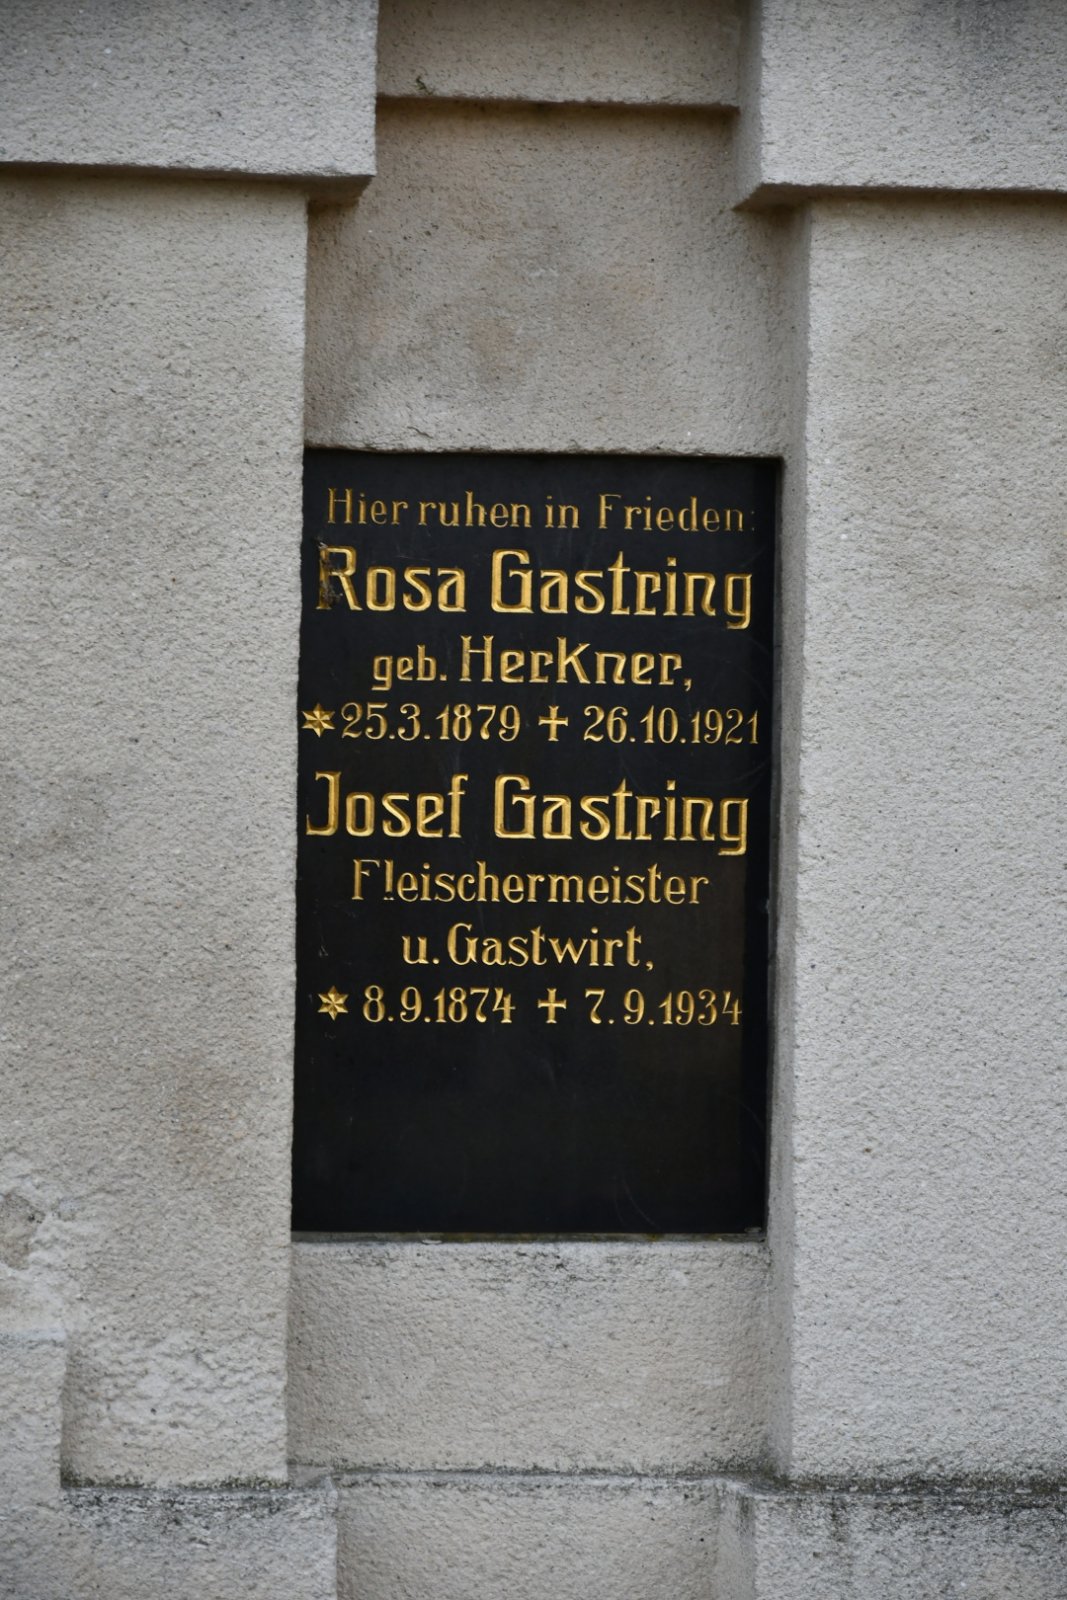 Hier ruhen in Frieden:
Rosa Gastring
geb. Herkner,
✶ 25.3.1879 ✝ 26.10.1921
Josef Gastring
Fleischermeister
u. Gastwirt,
✶ 8.9.1874 ✝ 7.9.1934